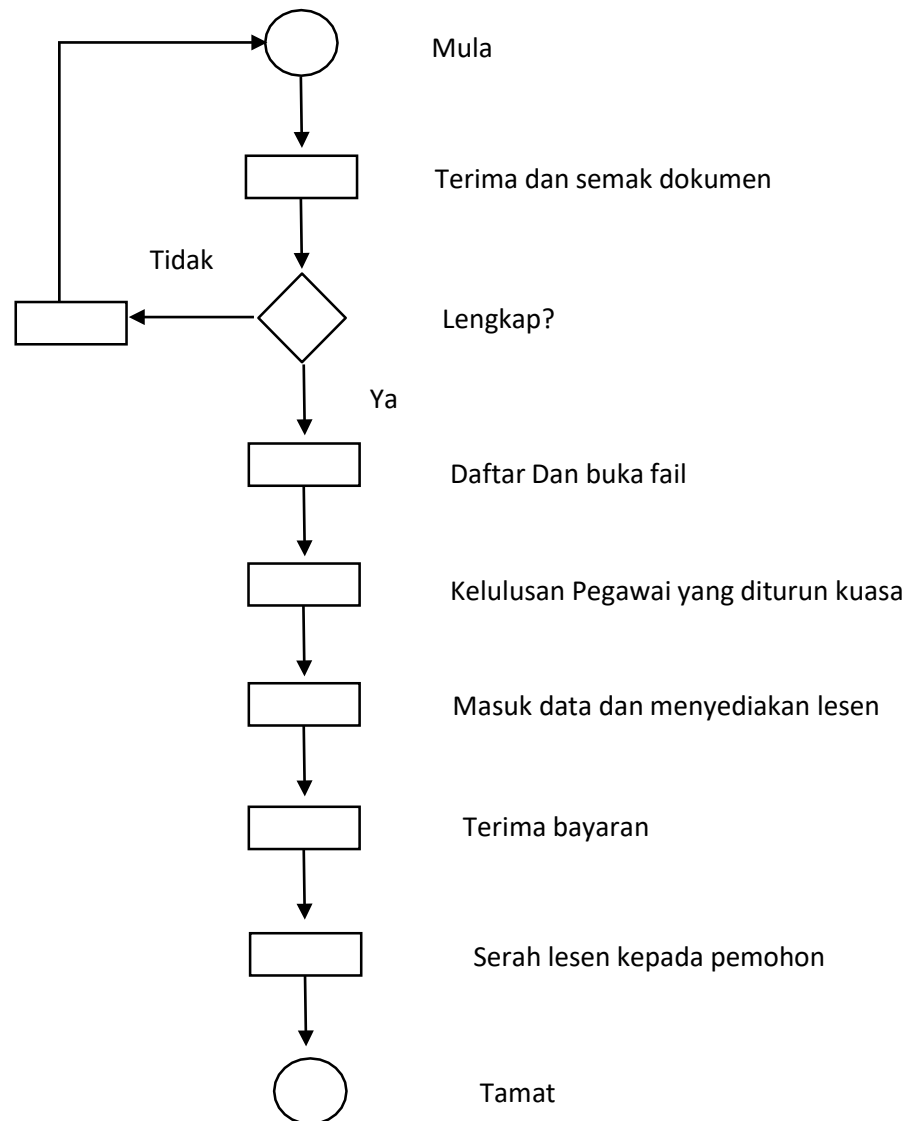 Mula
Terima dan semak dokumen
Tidak
Lengkap?
Ya
Daftar Dan buka fail
Kelulusan Pegawai yang diturun kuasa
Masuk data dan menyediakan lesen
Terima bayaran
Serah lesen kepada pemohon
Tamat